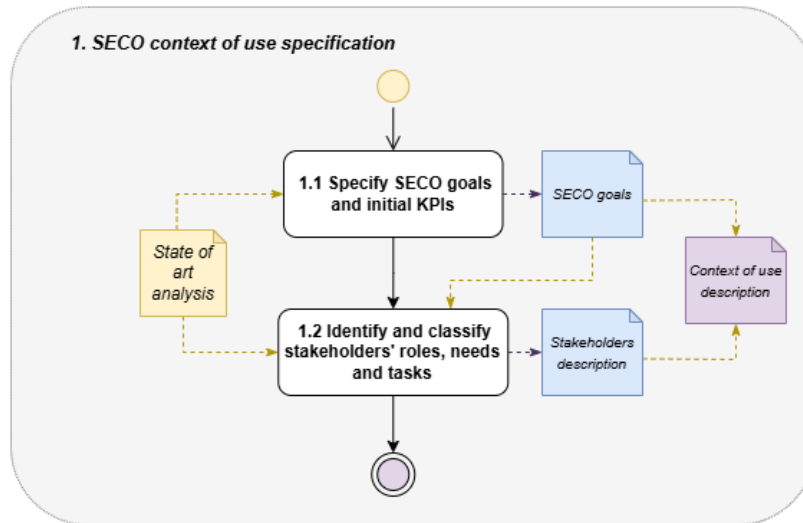 1. SECO context of use specification
1.1 Specify SECO goals
and initial KPIs
SECO goals
State of
art
analysis
Context of use
description
1.2 Identify and classify
stakeholders' roles, needs
and tasks
Stakeholders
description